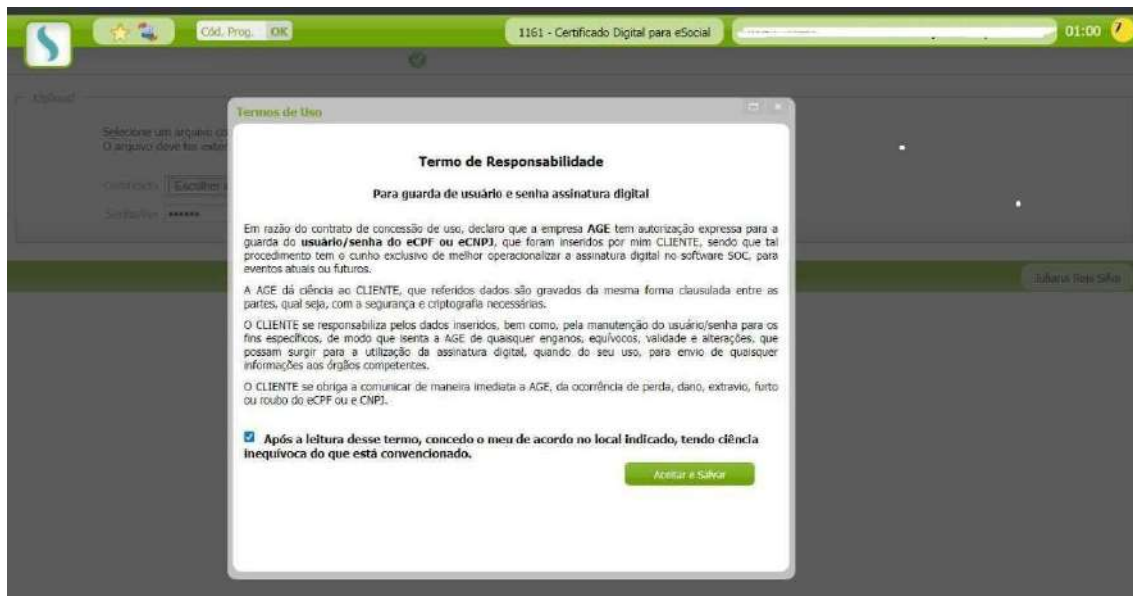 Cód. Prog. OK
1161 - Certificado Digital para eSocial
01:00
7
Upload
Selecione um arquivo
O arquivo deve ter
Certificado Escolher
Termos de Uso
Termo de Responsabilidade
Para guarda de usuário e senha assinatura digital
Em razão do contrato de concessão de uso, declaro que a empresa AGE tem autorização expressa para a
guarda do usuário/senha do eCPF ou eCNPJ, que foram inseridos por mim CLIENTE, sendo que tal
procedimento tem o cunho exclusivo de melhor operacionalizar a assinatura digital no software SOC, para
eventos atuais ou futuros.
A AGE dá ciência ao CLIENTE, que referidos dados são gravados da mesma forma clausulada entre as
partes, qual seja, com a segurança e criptografia necessárias.
O CLIENTE se responsabiliza pelos dados inseridos, bem como, pela manutenção do usuário/senha para os
fins específicos, de modo que isenta a AGE de quaisquer enganos, equívocos, validade e alterações, que
possam surgir para a utilização da assinatura digital, quando do seu uso, para envio de quaisquer
informações aos órgãos competentes.
O CLIENTE se obriga a comunicar de maneira imediata a AGE, da ocorrência de perda, dano, extravio, furto
ou roubo do eCPF ou e CNPJ.
Após a leitura desse termo, concedo o meu de acordo no local indicado, tendo ciência
inequívoca do que está convencionado.
Aceitar e Salvar
Juliana Reis Silva